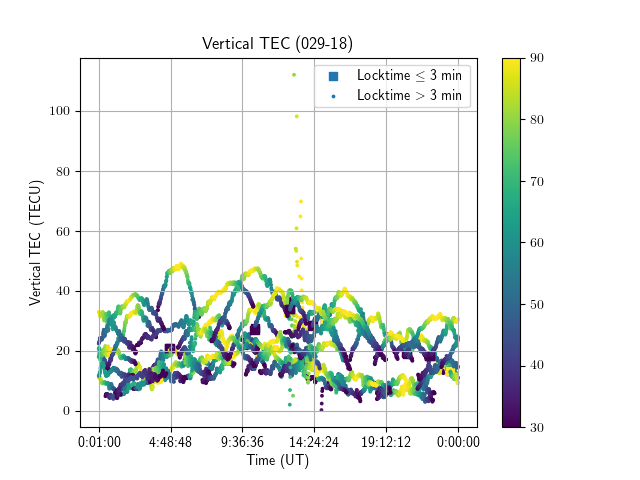 Vertical TEC (029-18)
Locktime ≤ 3 min
Locktime > 3 min
Vertical TEC (TECU)
100
80
60
40
20
0
0:01:00 4:48:48 9:36:36 14:24:24 19:12:12 0:00:00
Time (UT)
90
80
70
60
50
40
30